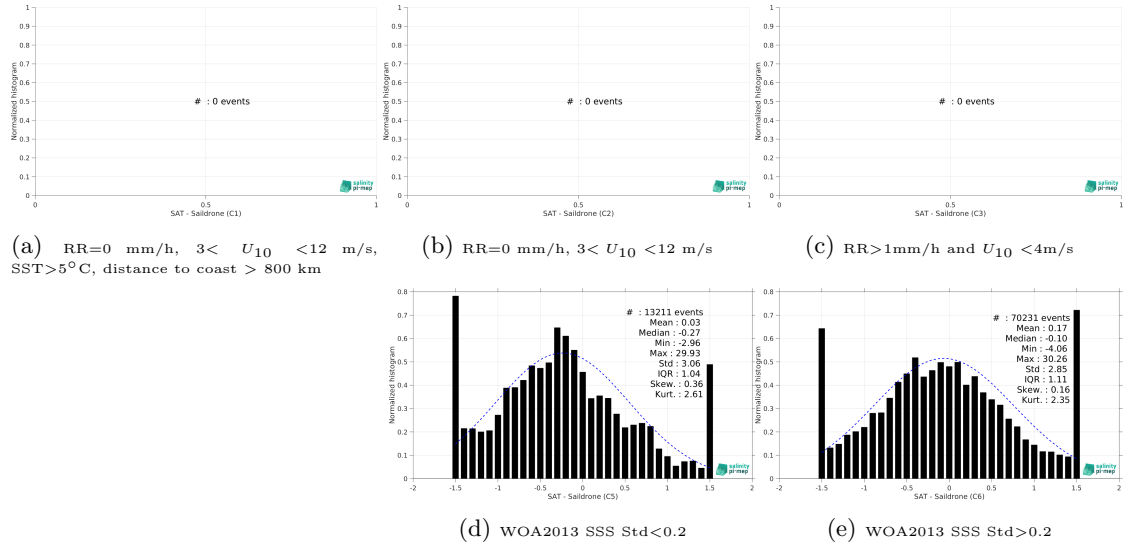 1
0.9
0.8
0.7
0.6
0.5
0.4
0.3
0.2
0.1
0
Normalized histogram
# : 0 events
salinity
pi-mep
0 0.5 1
SAT - Saildrone (C1)
(a) RR=0 mm/h, 3< U10 <12 m/s,
SST>5°C, distance to coast > 800 km
1
0.9
0.8
0.7
0.6
0.5
0.4
0.3
0.2
0.1
0
Normalized histogram
# : 0 events
salinity
pi-mep
0 0.5 1
SAT - Saildrone (C2)
(b) RR=0 mm/h, 3< U10 <12 m/s
1
0.9
0.8
0.7
0.6
0.5
0.4
0.3
0.2
0.1
0
Normalized histogram
# : 0 events
salinity
pi-mep
0 0.5 1
SAT - Saildrone (C3)
(c) RR>1mm/h and U10 <4m/s
0.8
0.7
0.6
0.5
0.4
0.3
0.2
0.1
0
Normalized histogram
# : 13211 events
Mean : 0.03
Median : -0.27
Min : -2.96
Max : 29.93
Std : 3.06
IQR : 1.04
Skew. : 0.36
Kurt. : 2.61
salinity
pi-mep
-2 -1.5 -1 -0.5 0 0.5 1 1.5 2
SAT - Saildrone (C5)
(d) WOA2013 SSS Std<0.2
0.8
0.7
0.6
0.5
0.4
0.3
0.2
0.1
0
Normalized histogram
# : 70231 events
Mean : 0.17
Median : -0.10
Min : -4.06
Max : 30.26
Std : 2.85
IQR : 1.11
Skew. : 0.16
Kurt. : 2.35
salinity
pi-mep
-2 -1.5 -1 -0.5 0 0.5 1 1.5 2
SAT - Saildrone (C6)
(e) WOA2013 SSS Std>0.2